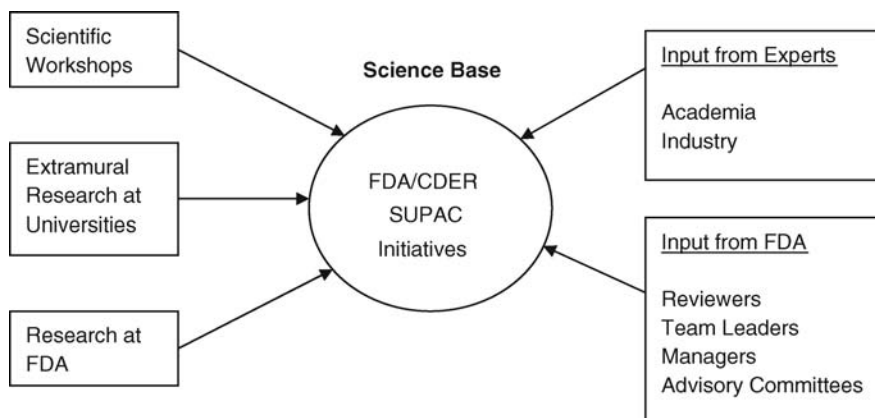 Scientific
Workshops
Extramural
Research at
Universities
Research at
FDA
Science Base
FDA/CDER
SUPAC
Initiatives
Input from Experts
Academia
Industry
Input from FDA
Reviewers
Team Leaders
Managers
Advisory Committees